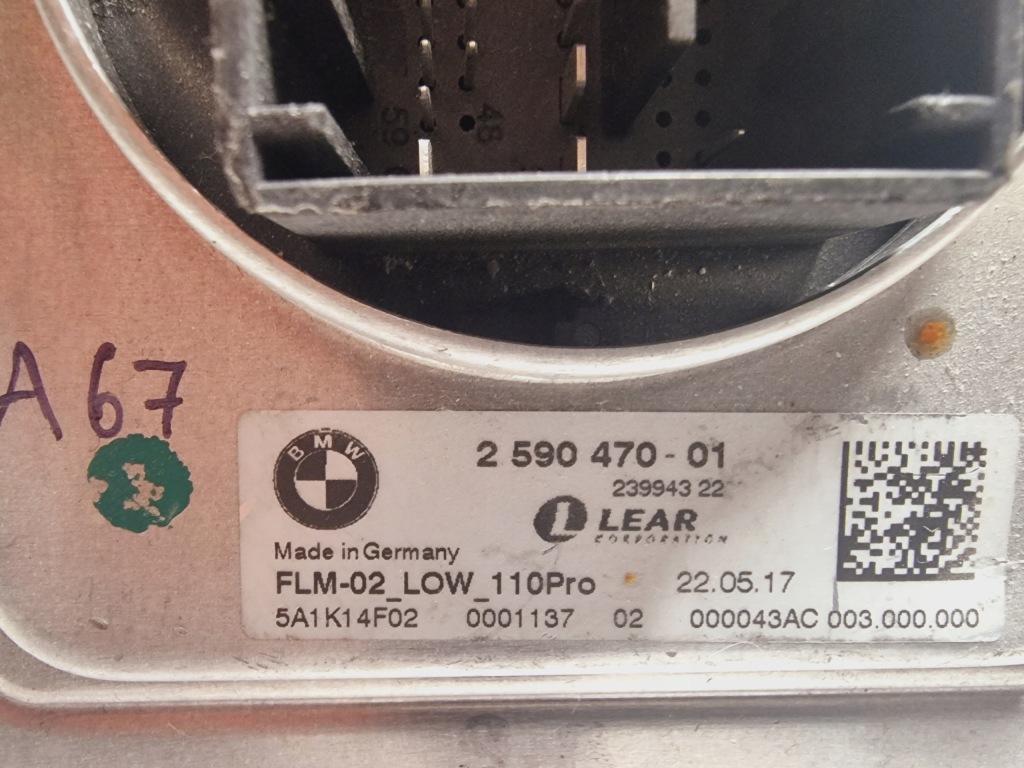 59
48
A 67
BMW
2 590 470-01
239943 22
LEAR
CORPORATION
Made in Germany
FLM-02_LOW_110Pro 22.05.17
5A1K14F02 0001137 02 000043AC 003.000.000